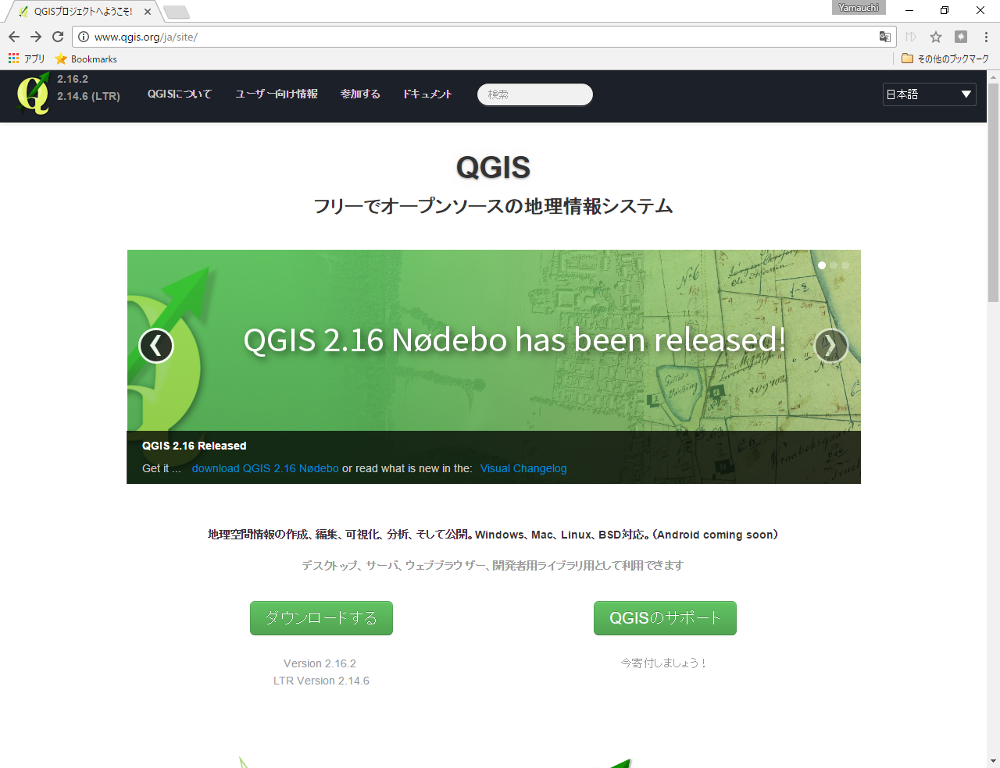 QGISプロジェクトへようこそ!
Yamauchi
www.qgis.org/ja/site/
アプリ
Bookmarks
その他のブックマーク
2.16.2
2.14.6 (LTR)
QGISについて
ユーザー向け情報
参加する
ドキュメント
検索
日本語
QGIS
フリーでオープンソースの地理情報システム
QGIS 2.16 Nødebo has been released!
QGIS 2.16 Released
Get it ... download QGIS 2.16 Nødebo or read what is new in the: Visual Changelog
地理空間情報の作成、編集、可視化、分析、そして公開。Windows、Mac、Linux、BSD対応。（Android coming soon）
デスクトップ、サーバ、ウェブブラウザー、開発者用ライブラリ用として利用できます
ダウンロードする
QGISのサポート
Version 2.16.2
LTR Version 2.14.6
今寄付しましょう！